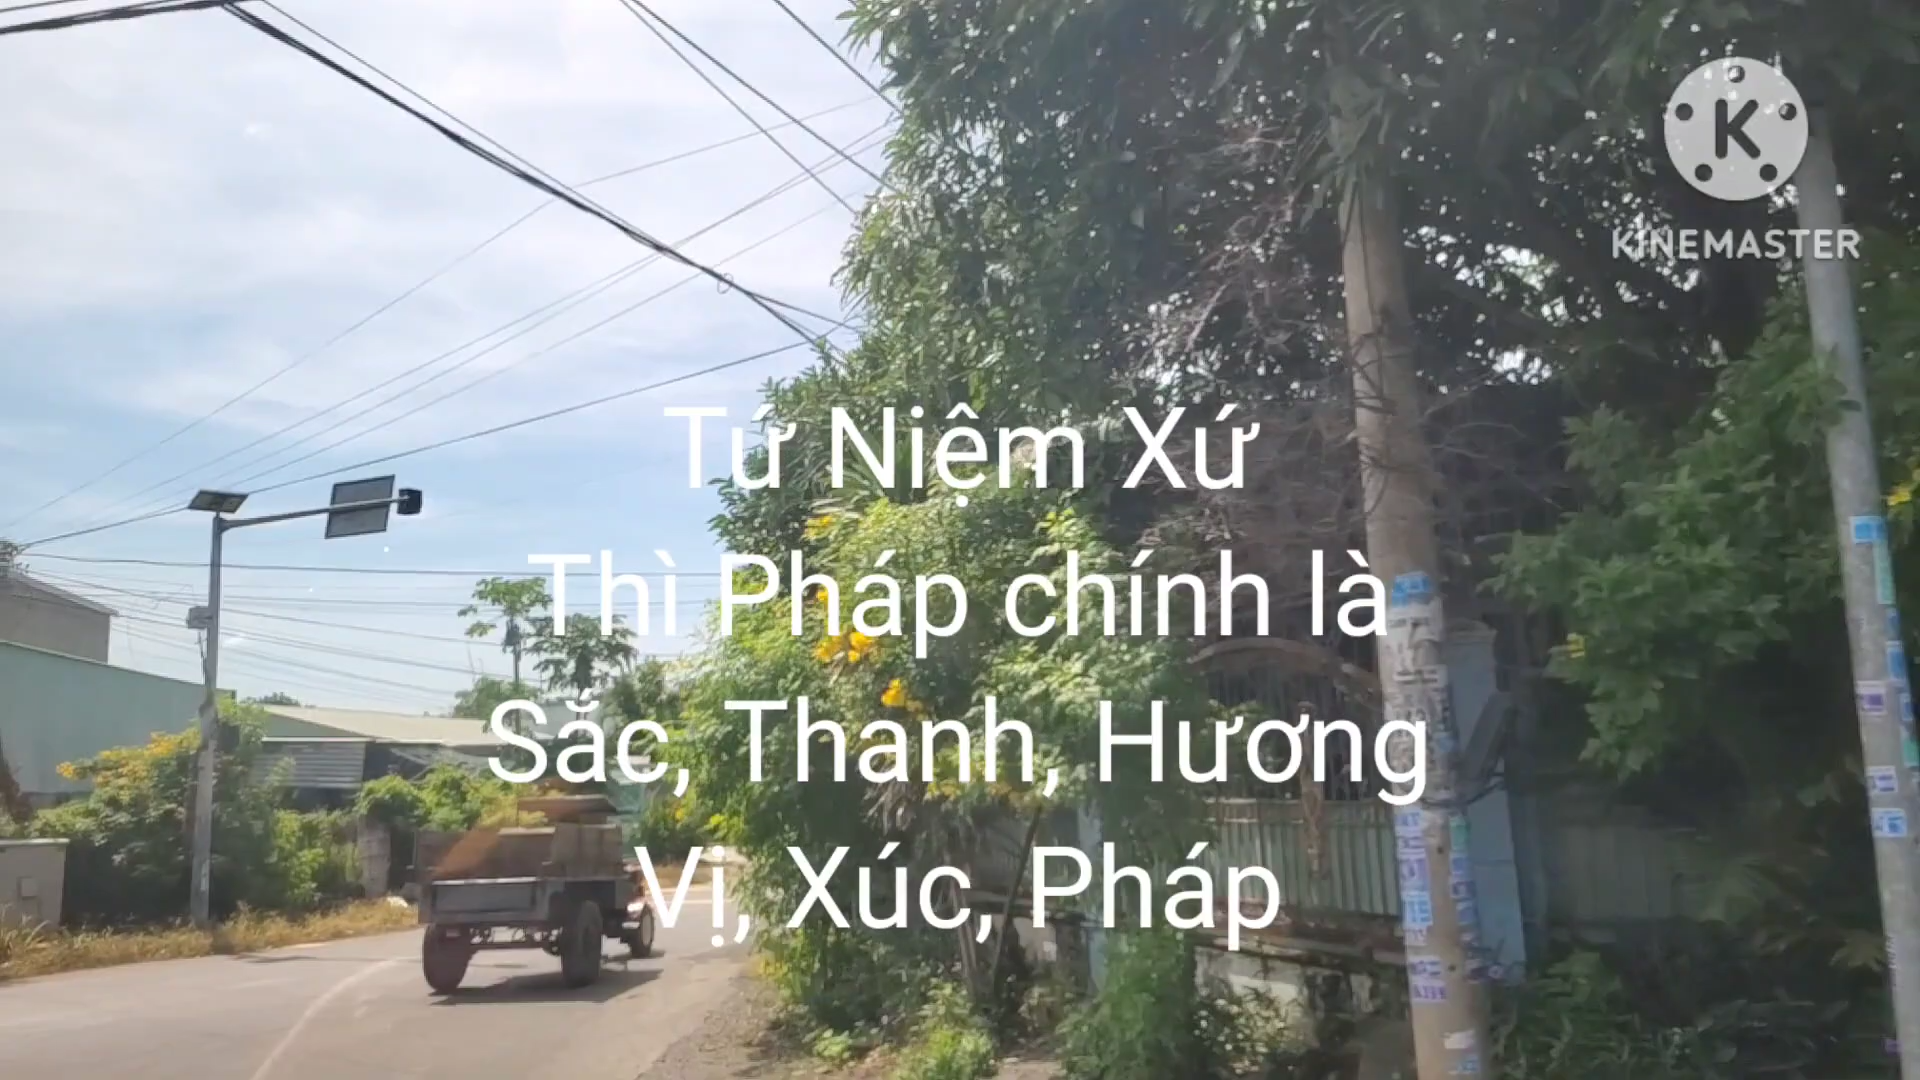 KINEMASTER
Tứ Niệm Xứ
Thì Pháp chính là
Sắc, Thanh, Hương
Vị, Xúc, Pháp